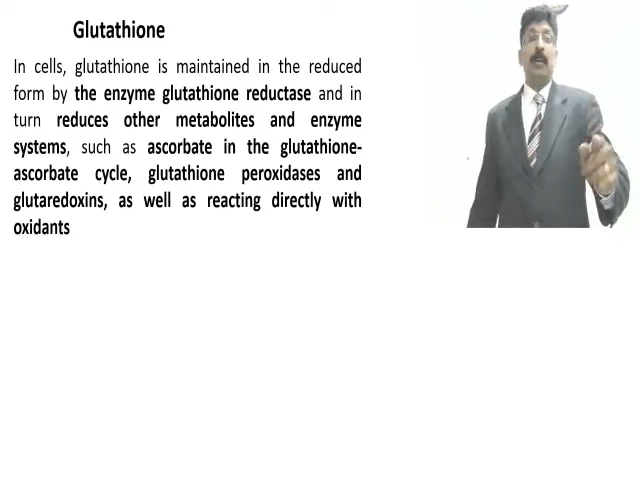 Glutathione
In cells, glutathione is maintained in the reduced
form by the enzyme glutathione reductase and in
turn reduces other metabolites and enzyme
systems, such as ascorbate in the glutathione-
ascorbate cycle, glutathione peroxidases and
glutaredoxins, as well as reacting directly with
oxidants